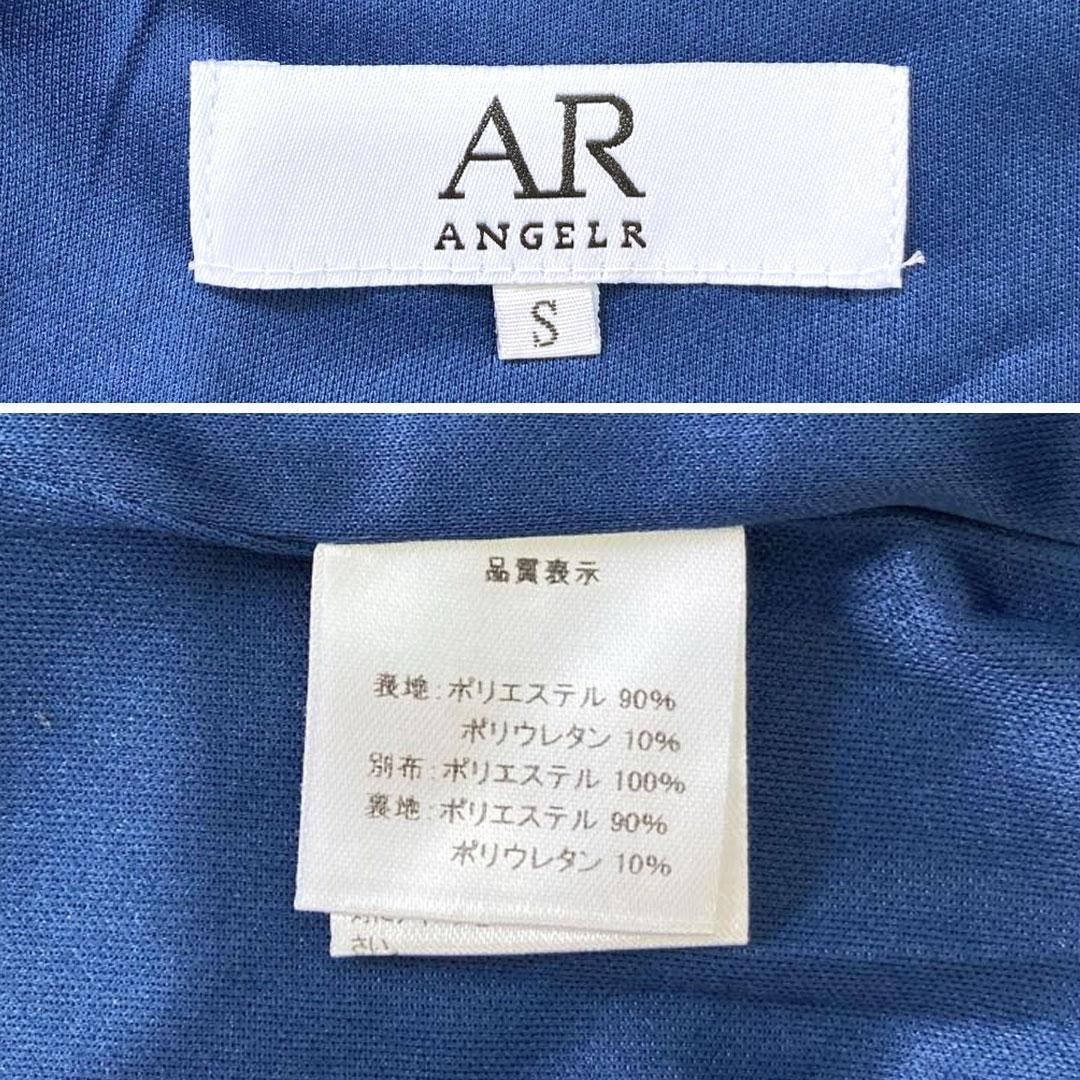 AR
ANGELR
S
品質表示
表地:ポリエステル 90%
ポリウレタン 10%
別布:ポリエステル 100%
裏地:ポリエステル 90%
ポリウレタン 10%
さい。